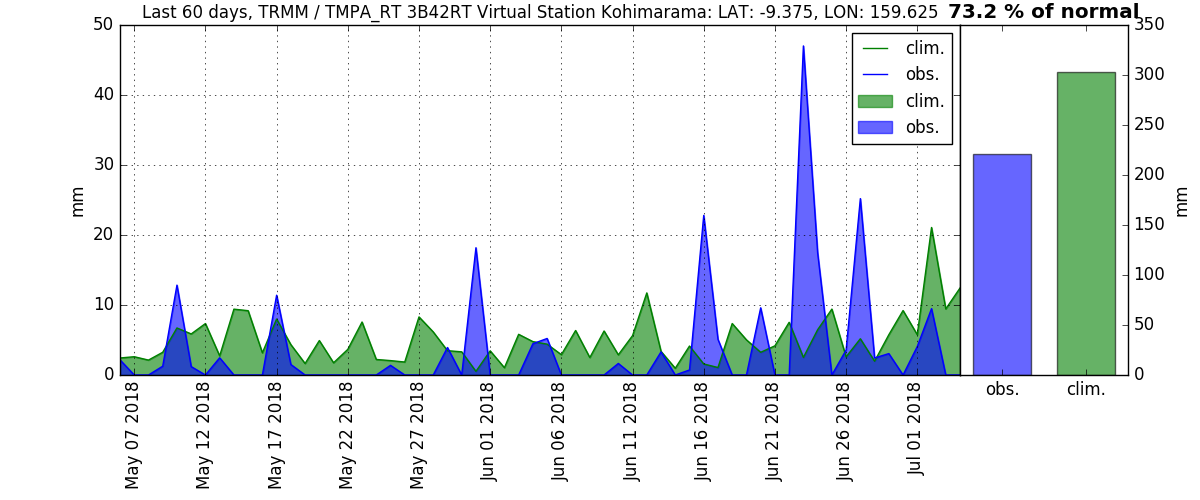 Last 60 days, TRMM / TMPA_RT 3B42RT Virtual Station Kohimarama: LAT: -9.375, LON: 159.625
73.2 % of normal
50
40
30
20
10
0
mm
clim.
obs.
clim.
obs.
May 07 2018
May 12 2018
May 17 2018
May 22 2018
May 27 2018
Jun 01 2018
Jun 06 2018
Jun 11 2018
Jun 16 2018
Jun 21 2018
Jun 26 2018
Jul 01 2018
350
300
250
200
150
100
50
0
mm
obs.
clim.